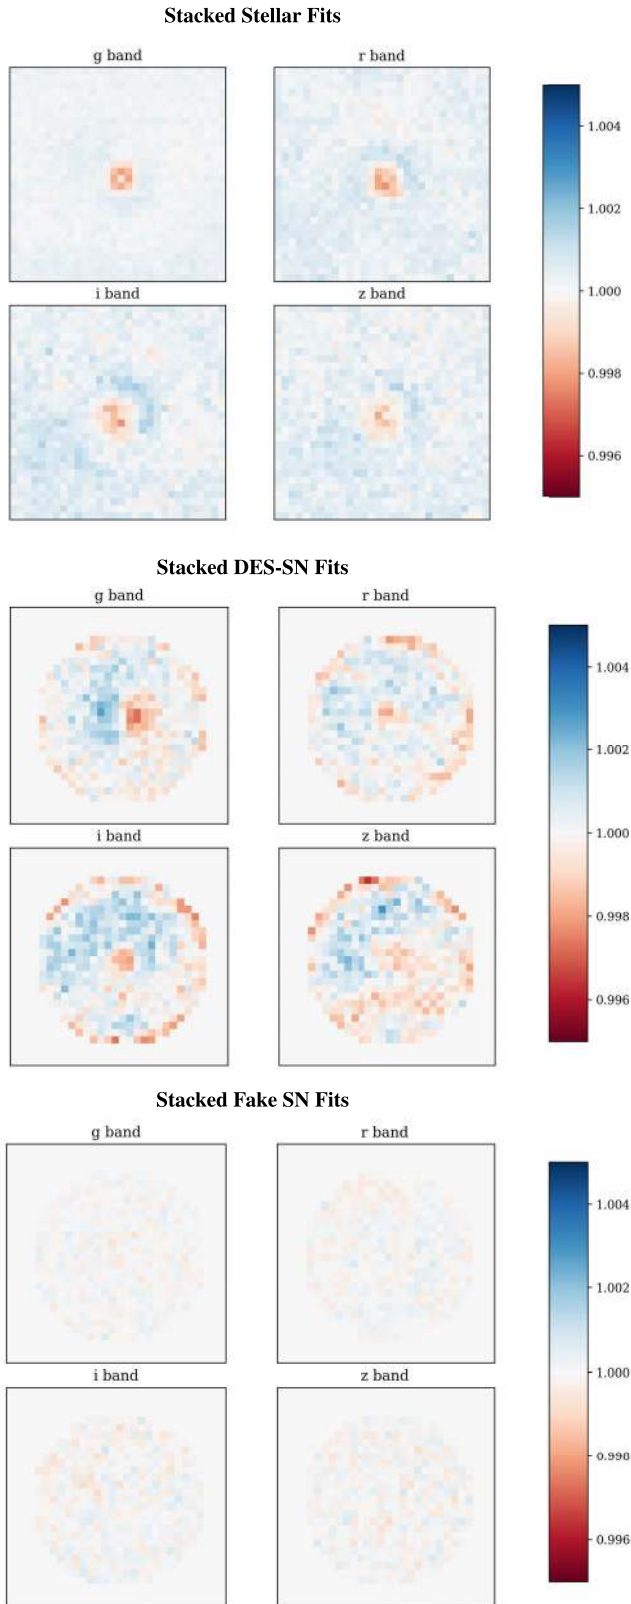 Stacked Stellar Fits
g band
r band
i band
z band
1.004
1.002
1.000
0.998
0.996
Stacked DES-SN Fits
g band
r band
i band
z band
1.004
1.002
1.000
0.998
0.996
Stacked Fake SN Fits
g band
r band
i band
z band
1.004
1.002
1.000
0.998
0.996